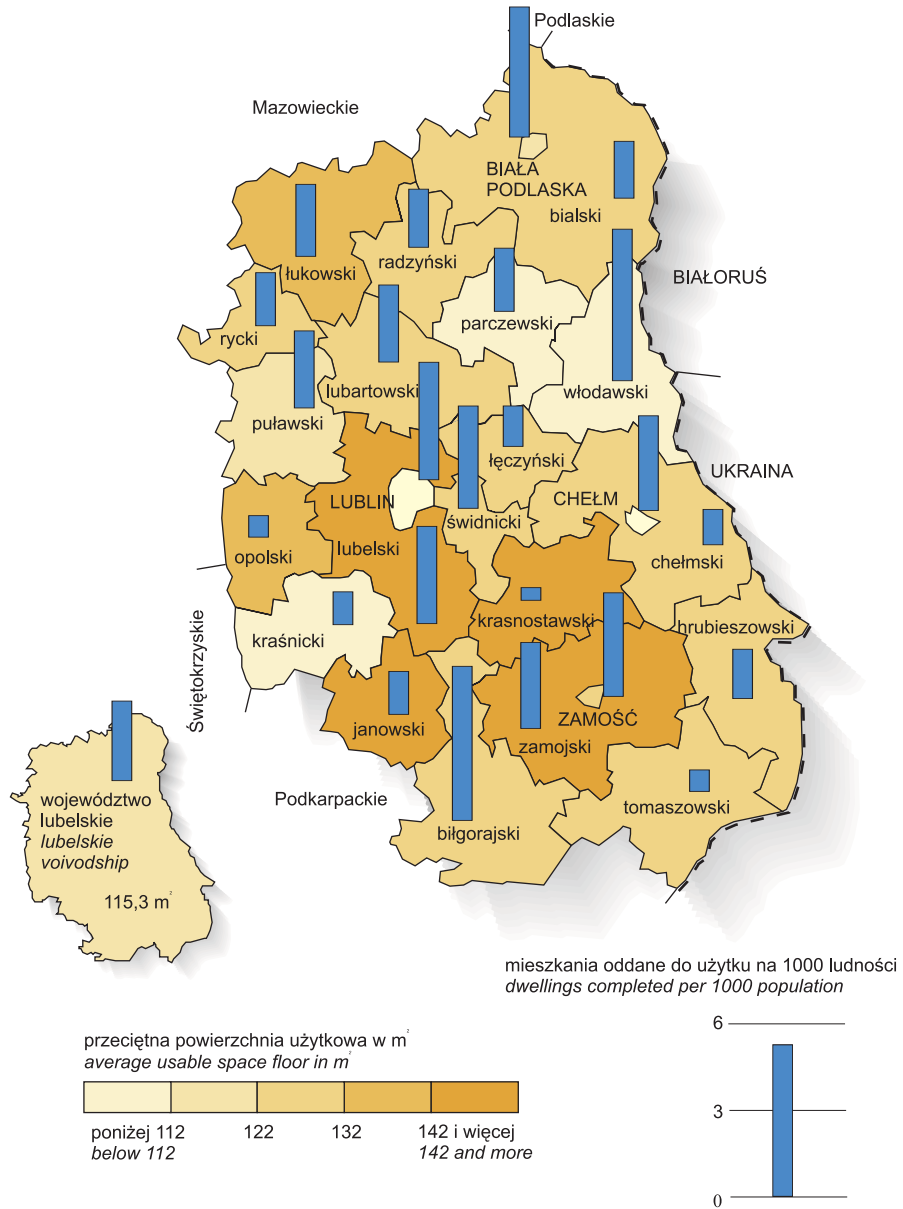 Podlaskie
Mazowieckie
BIAŁA
PODLASKA
bialski
łukowski
radzyński
BIAŁORUŚ
rycki
parczewski
lubartowski
włodawski
puławski
łęczyński
UKRAINA
LUBLIN
CHEŁM
świdnicki
opolski
lubelski
chełmski
kraśnicki
krasnostawski
hrubieszowski
Świętokrzyskie
janowski
ZAMOŚĆ
zamojski
Podkarpackie
tomaszowski
biłgorajski
województwo
lubelskie
lubelskie
voivodship
115,3 m²
mieszkania oddane do użytku na 1000 ludności
dwellings completed per 1000 population
6
3
0
przeciętna powierzchnia użytkowa w m²
average usable space floor in m²
poniżej 112 122 132 142 i więcej
below 112 142 and more